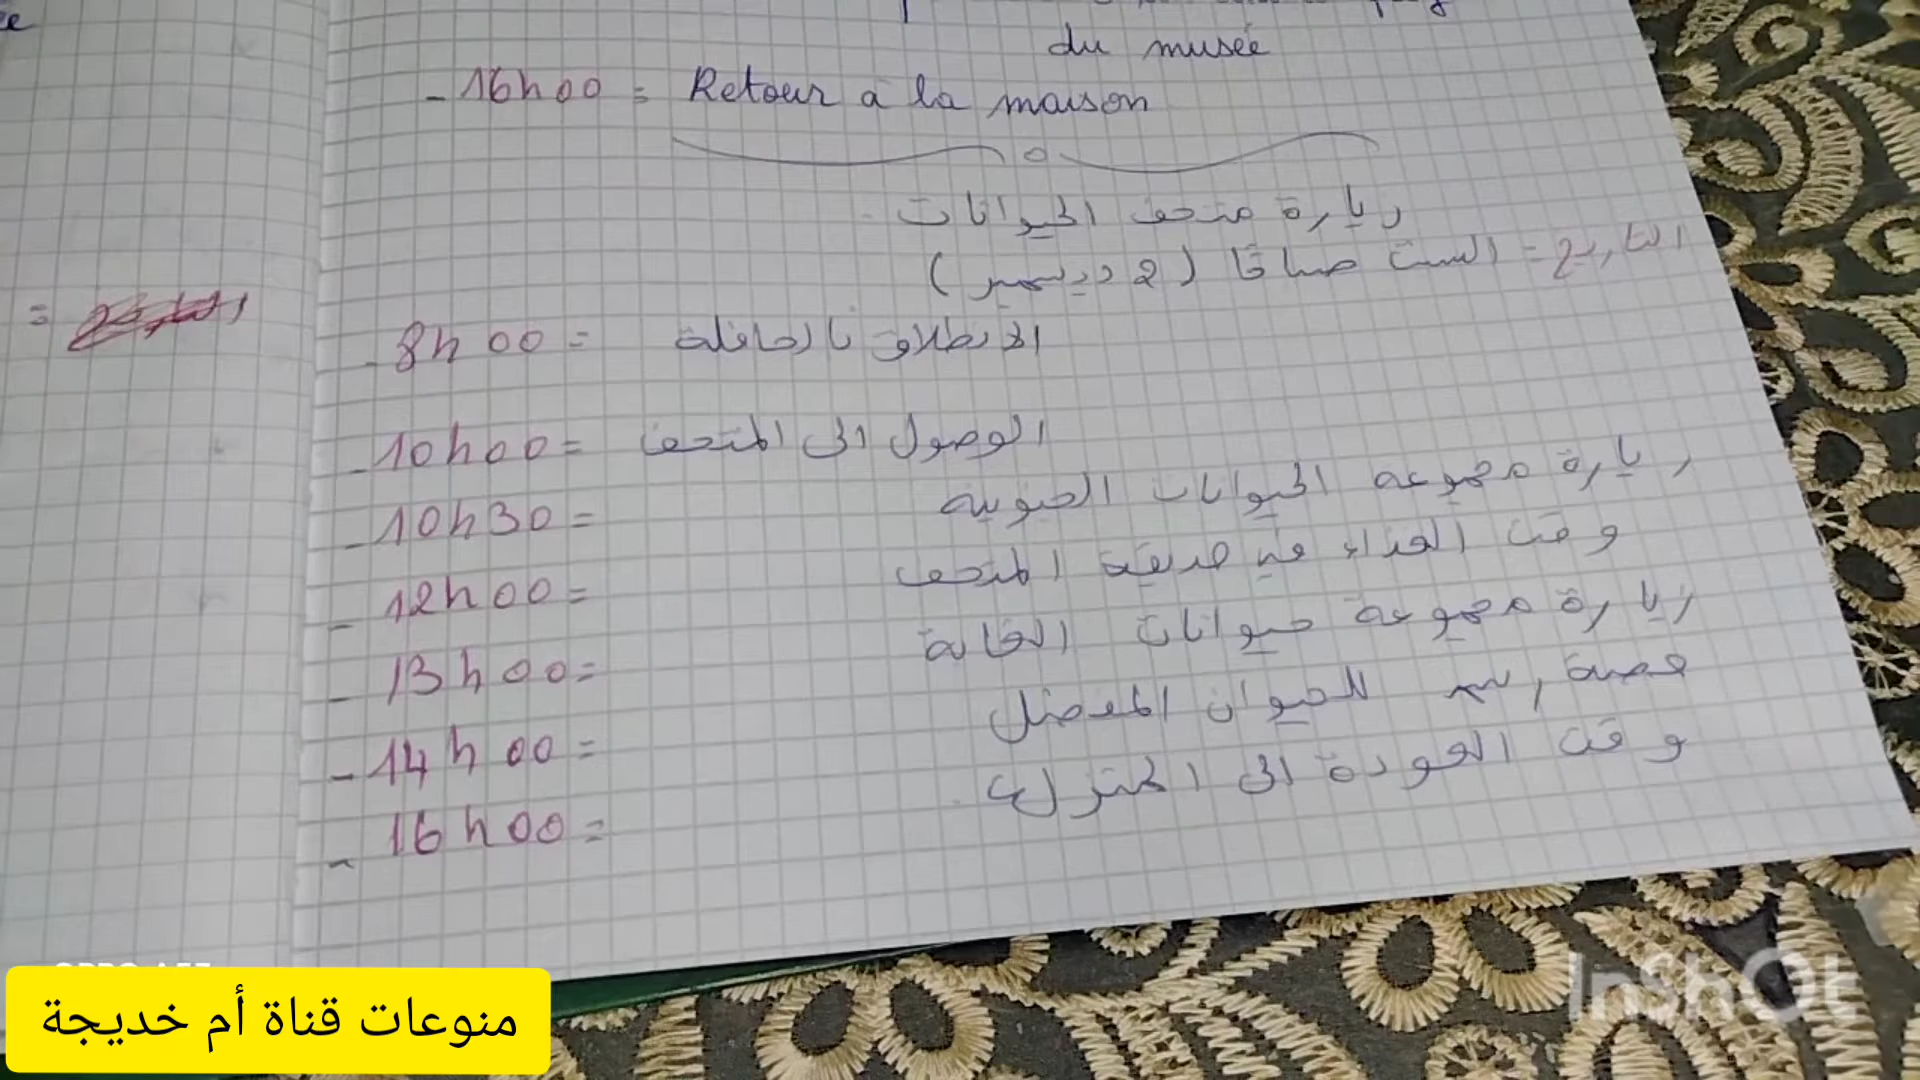 du musée
- 16h00 = Retour à la maison
زيارة متحف الحيوانات
التاريخ = السبت صباحا (2 ديسمبر)
- 8h00 = الانطلاق بالحافلة
- 10h00 = الوصول الى المتحف
- 10h30 = زيارة مجموعة الحيوانات الجنوبية
- 12h00 = وقت الغداء في حديقة المتحف
- 13h00 = زيارة مجموعة حيوانات الغابة
- 14h00 = حصة رسم للحيوان المفضل
- 16h00 = وقت العودة الى المنزل
منوعات قناة أم خديجة
InShOt